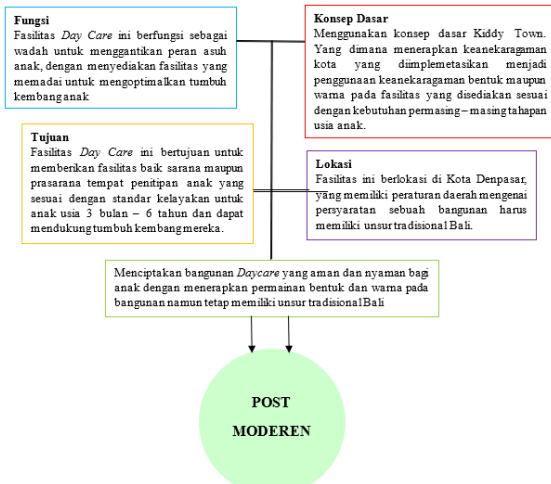 Fungsi
Fasilitas Day Care ini berfungsi sebagai
wadah untuk menggantikan peran asuh
anak, dengan menyediakan fasilitas yang
memadai untuk mengoptimalkan tumbuh
kembang anak
Konsep Dasar
Menggunakan konsep dasar Kiddy Town.
Yang dimana menerapkan keanekaragaman
kota yang diimplemetasikan menjadi
penggunaan keanekaragaman bentuk maupun
warna pada fasilitas yang disediakan sesuai
dengan kebutuhan permasing – masing tahapan
usia anak.
Tujuan
Fasilitas Day Care ini bertujuan untuk
memberikan fasilitas baik sarana maupun
prasarana tempat penitipan anak yang
sesuai dengan standar kelayakan untuk
anak usia 3 bulan – 6 tahun dan dapat
mendukung tumbuh kembang mereka.
Lokasi
Fasilitas ini berlokasi di Kota Denpasar,
yang memiliki peraturan daerah mengenai
persyaratan sebuah bangunan harus
memiliki unsur tradisional Bali.
Menciptakan bangunan Daycare yang aman dan nyaman bagi
anak dengan menerapkan permainan bentuk dan warna pada
bangunan namun tetap memiliki unsur tradisional Bali
POST
MODEREN